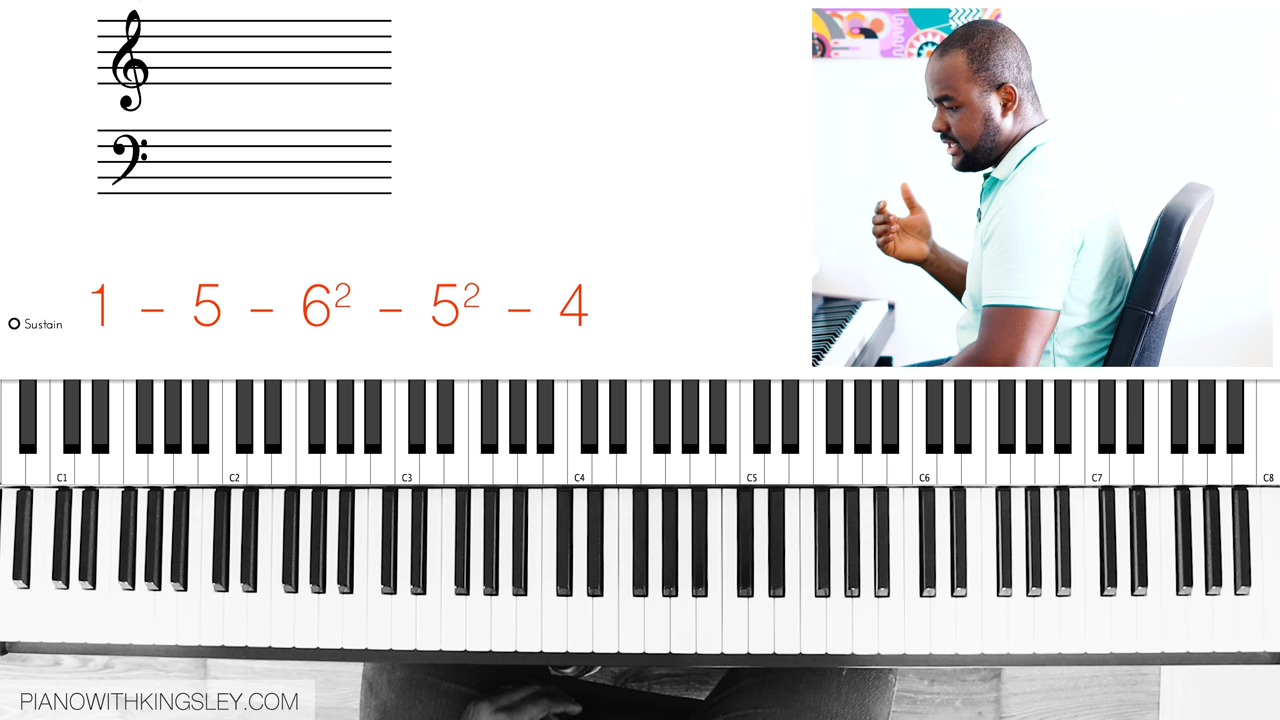 1 – 5 – 6² – 5² – 4
Sustain
C1 C2 C3 C4 C5 C6 C7 C8
PIANOWITHKINGSLEY.COM